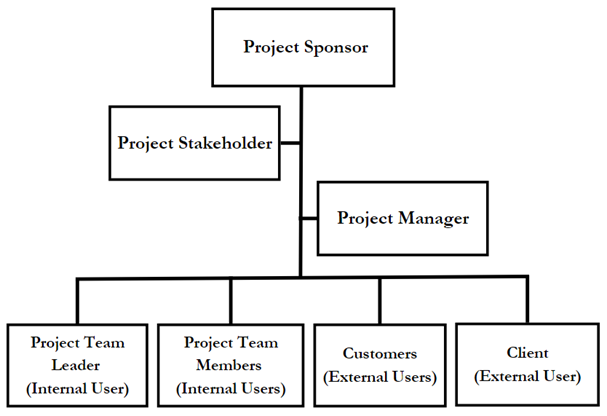 Project Sponsor
Project Stakeholder
Project Manager
Project Team
Leader
(Internal User)
Project Team
Members
(Internal Users)
Customers
(External Users)
Client
(External User)